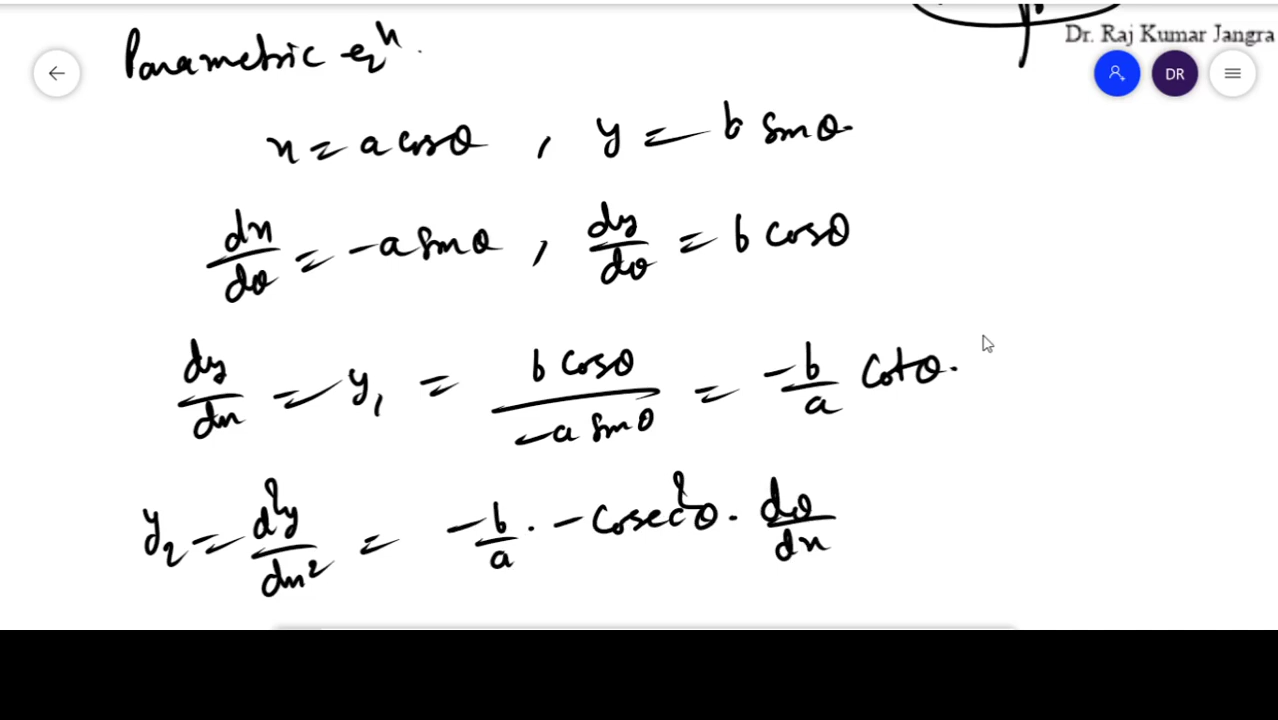 Parametric eqn.
Dr. Raj Kumar Jangra
DR
x = a cosθ , y = b sinθ.
dx/dθ = -a sinθ , dy/dθ = b cosθ
dy/dx = y₁ = b cosθ / -a sinθ = -b/a cotθ.
y₂ = d²y/dx² = -b/a . -cosec²θ . dθ/dx